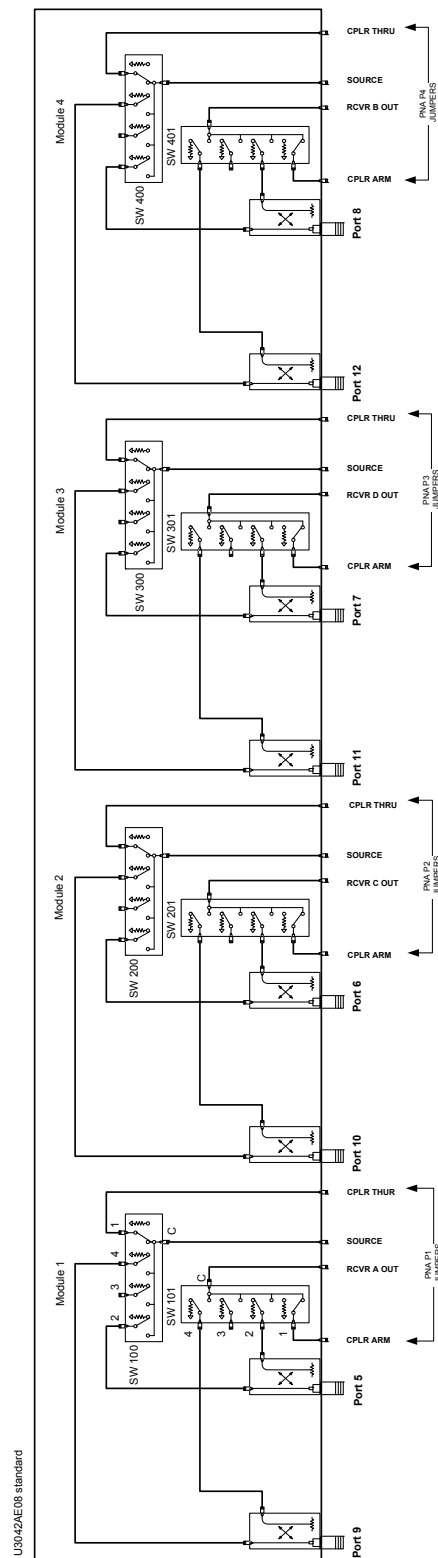 U3042AE08 standard
Module 1
SW 100
2
3
4
1
C
SW 101
4
3
2
1
C
CPLR THUR
SOURCE
RCVR A OUT
CPLR ARM
PNA P1
JUMPERS
Port 5
Port 9
Module 2
SW 200
SW 201
CPLR THRU
SOURCE
RCVR C OUT
CPLR ARM
PNA P2
JUMPERS
Port 6
Port 10
Module 3
SW 300
SW 301
CPLR THRU
SOURCE
RCVR D OUT
CPLR ARM
PNA P3
JUMPERS
Port 7
Port 11
Module 4
SW 400
SW 401
CPLR THRU
SOURCE
RCVR B OUT
CPLR ARM
PNA P4
JUMPERS
Port 8
Port 12